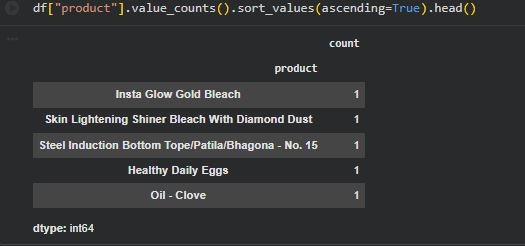 df["product"].value_counts().sort_values(ascending=True).head()
...
count
product
Insta Glow Gold Bleach 1
Skin Lightening Shiner Bleach With Diamond Dust 1
Steel Induction Bottom Tope/Patila/Bhagona - No. 15 1
Healthy Daily Eggs 1
Oil - Clove 1
dtype: int64